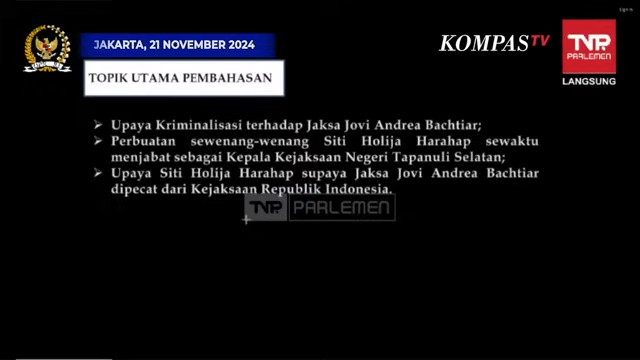 JAKARTA, 21 NOVEMBER 2024
KOMPASTV
TVP
PARLEMEN
LANGSUNG
TOPIK UTAMA PEMBAHASAN
➢ Upaya Kriminalisasi terhadap Jaksa Jovi Andrea Bachtiar;
➢ Perbuatan sewenang-wenang Siti Holija Harahap sewaktu
menjabat sebagai Kepala Kejaksaan Negeri Tapanuli Selatan;
➢ Upaya Siti Holija Harahap supaya Jaksa Jovi Andrea Bachtiar
dipecat dari Kejaksaan Republik Indonesia.
TVP PARLEMEN